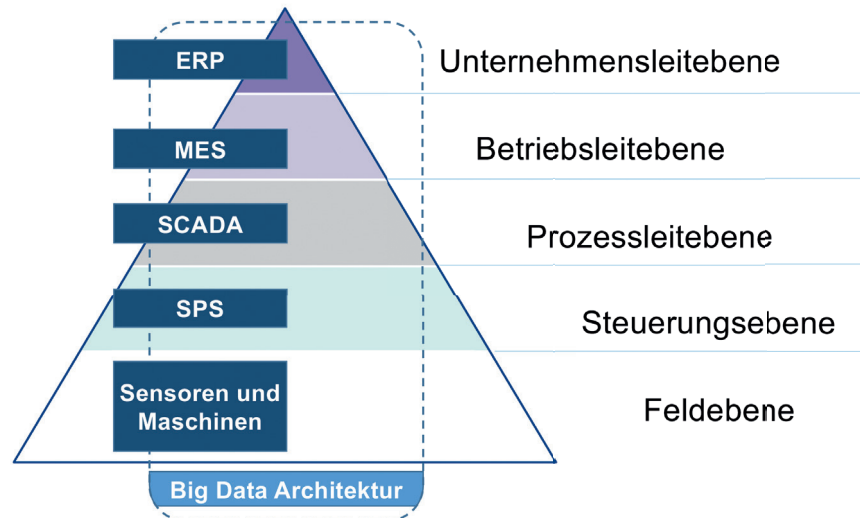 ERP
Unternehmensleitebene
MES
Betriebsleitebene
SCADA
Prozessleitebene
SPS
Steuerungsebene
Sensoren und
Maschinen
Feldebene
Big Data Architektur